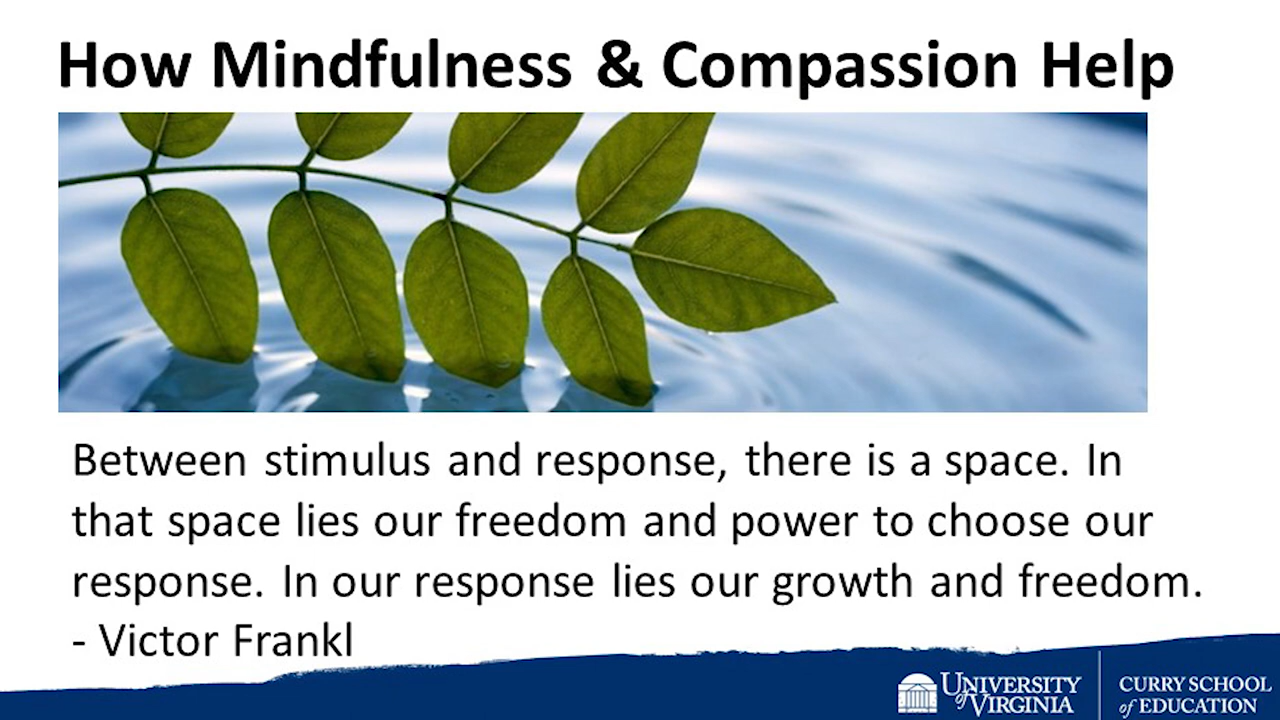 How Mindfulness & Compassion Help
Between stimulus and response, there is a space. In
that space lies our freedom and power to choose our
response. In our response lies our growth and freedom.
- Victor Frankl
UNIVERSITY
of VIRGINIA
CURRY SCHOOL
of EDUCATION